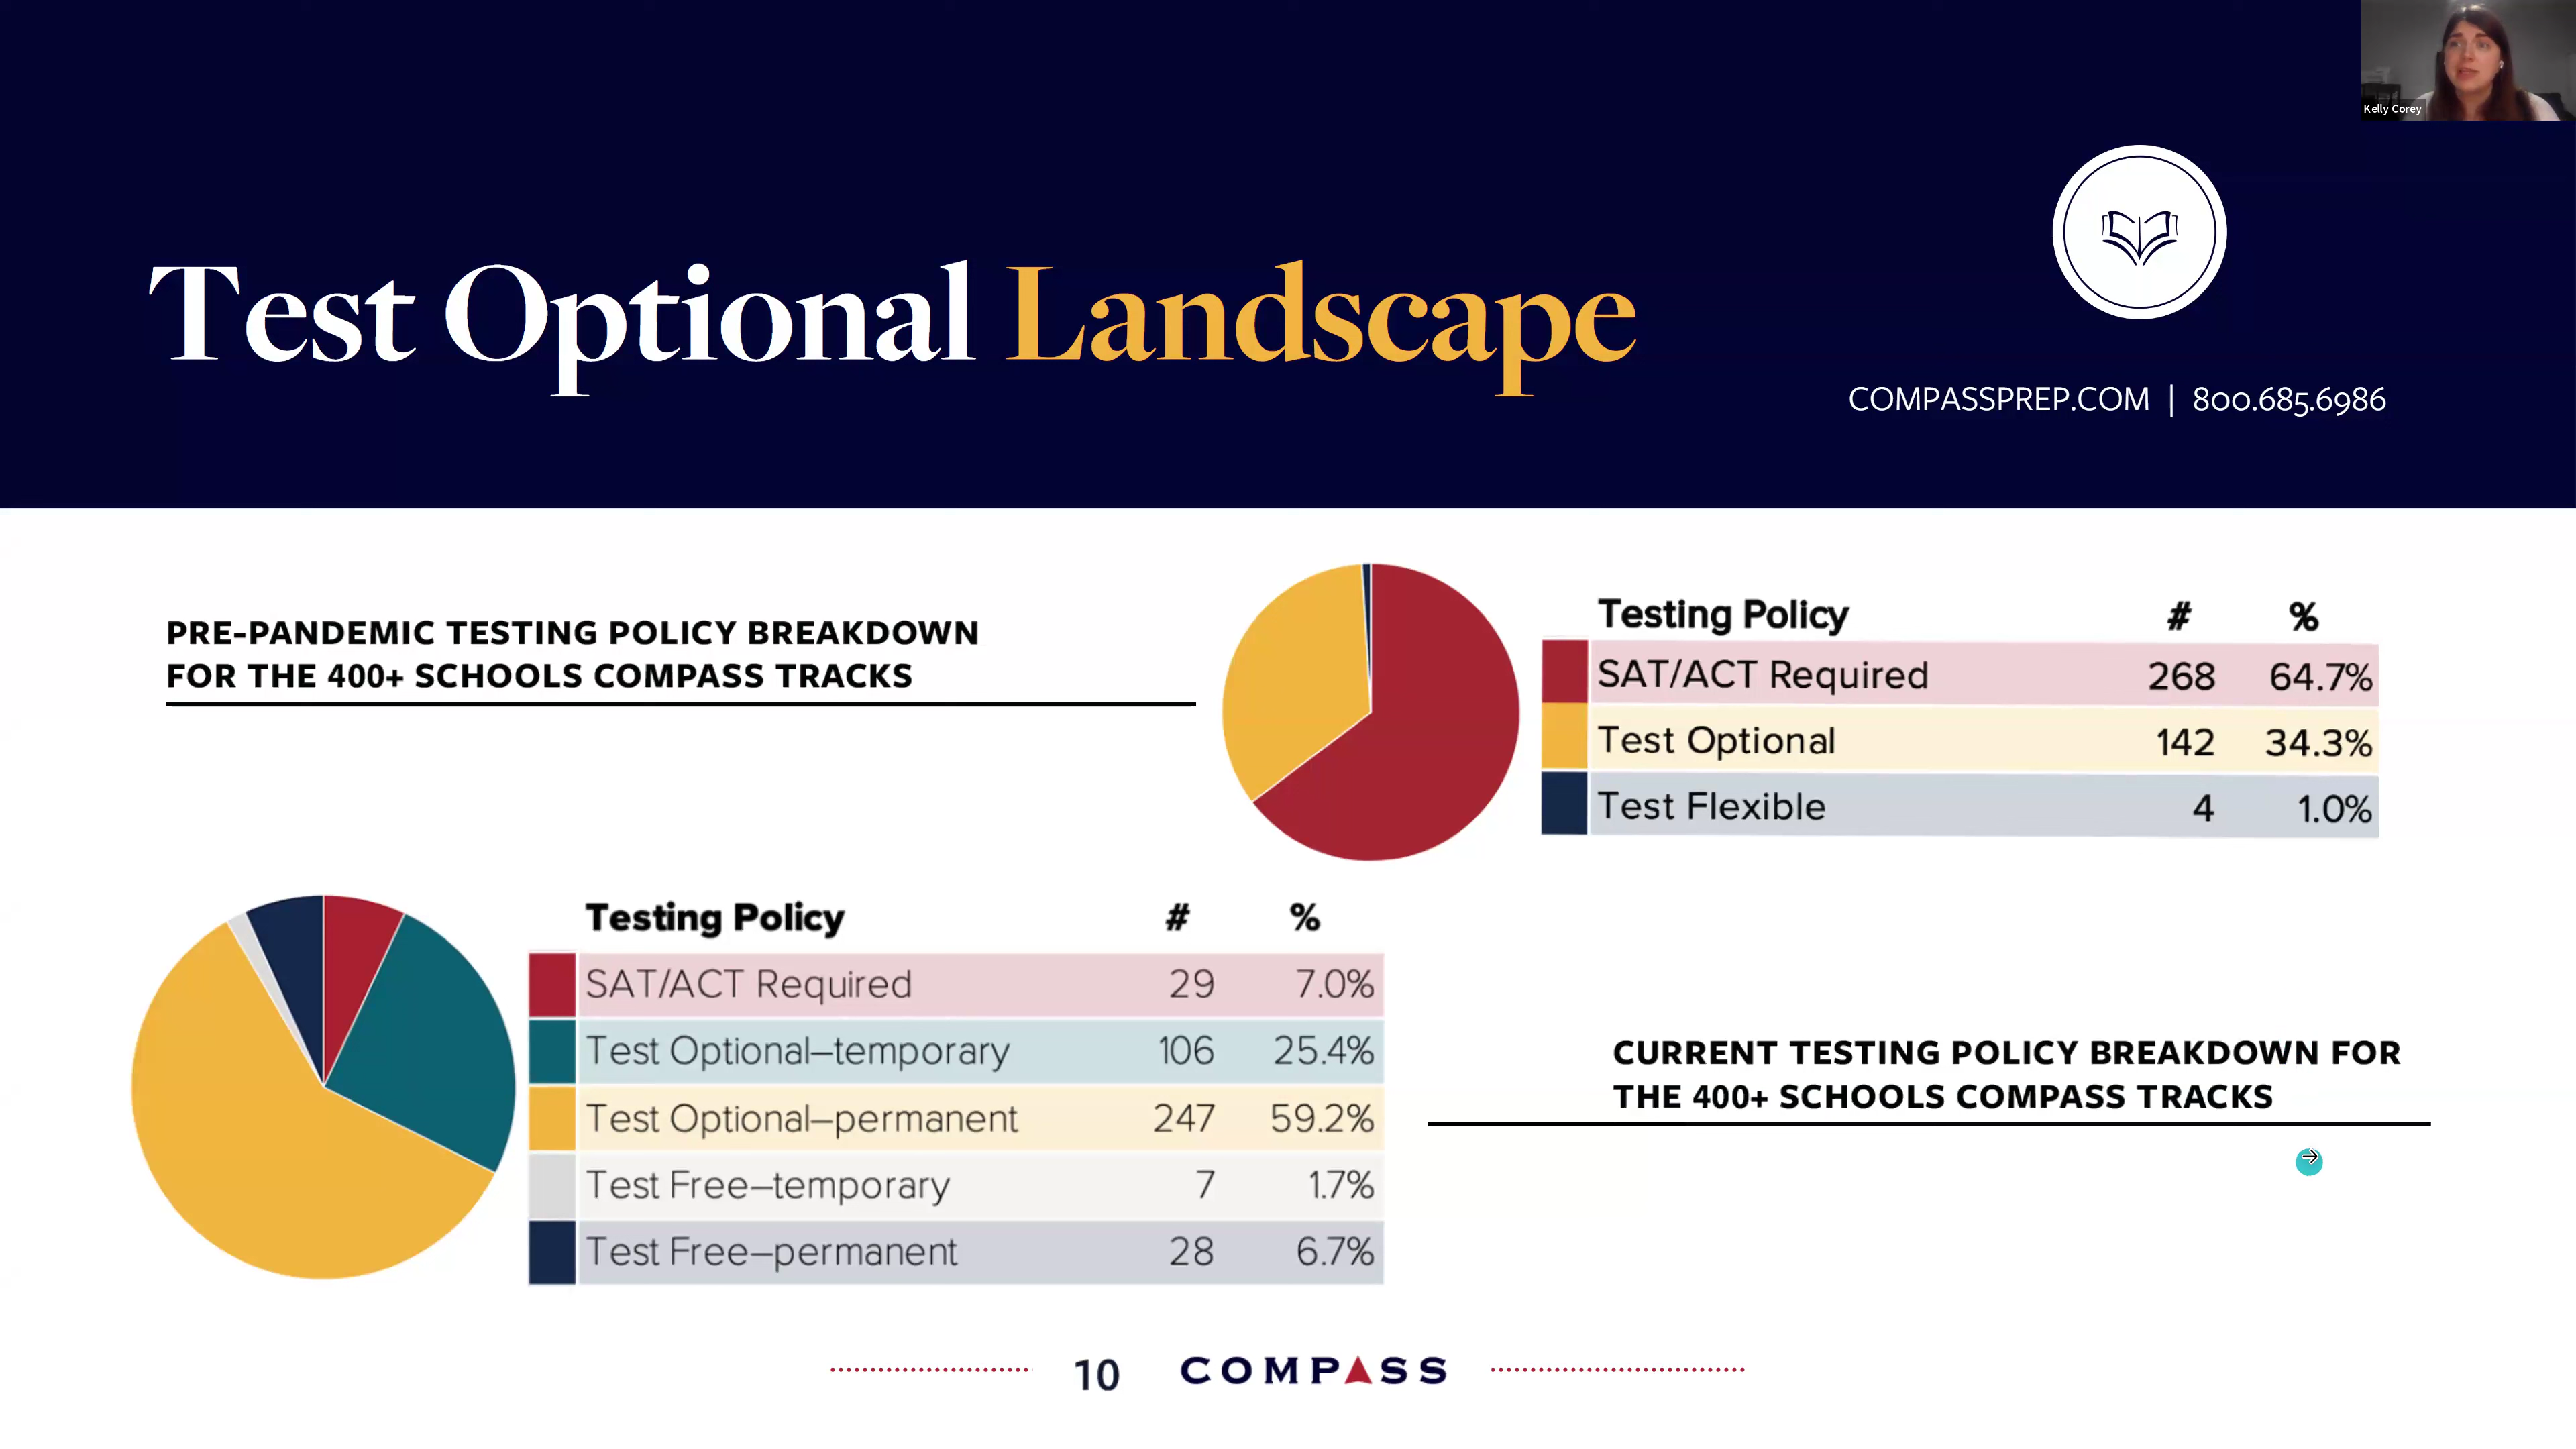 Kelly Corey
Test Optional Landscape
COMPASSPREP.COM | 800.685.6986
PRE-PANDEMIC TESTING POLICY BREAKDOWN
FOR THE 400+ SCHOOLS COMPASS TRACKS
Testing Policy # %
SAT/ACT Required 268 64.7%
Test Optional 142 34.3%
Test Flexible 4 1.0%
Testing Policy # %
SAT/ACT Required 29 7.0%
Test Optional–temporary 106 25.4%
Test Optional–permanent 247 59.2%
Test Free–temporary 7 1.7%
Test Free–permanent 28 6.7%
CURRENT TESTING POLICY BREAKDOWN FOR
THE 400+ SCHOOLS COMPASS TRACKS
10 COMPASS